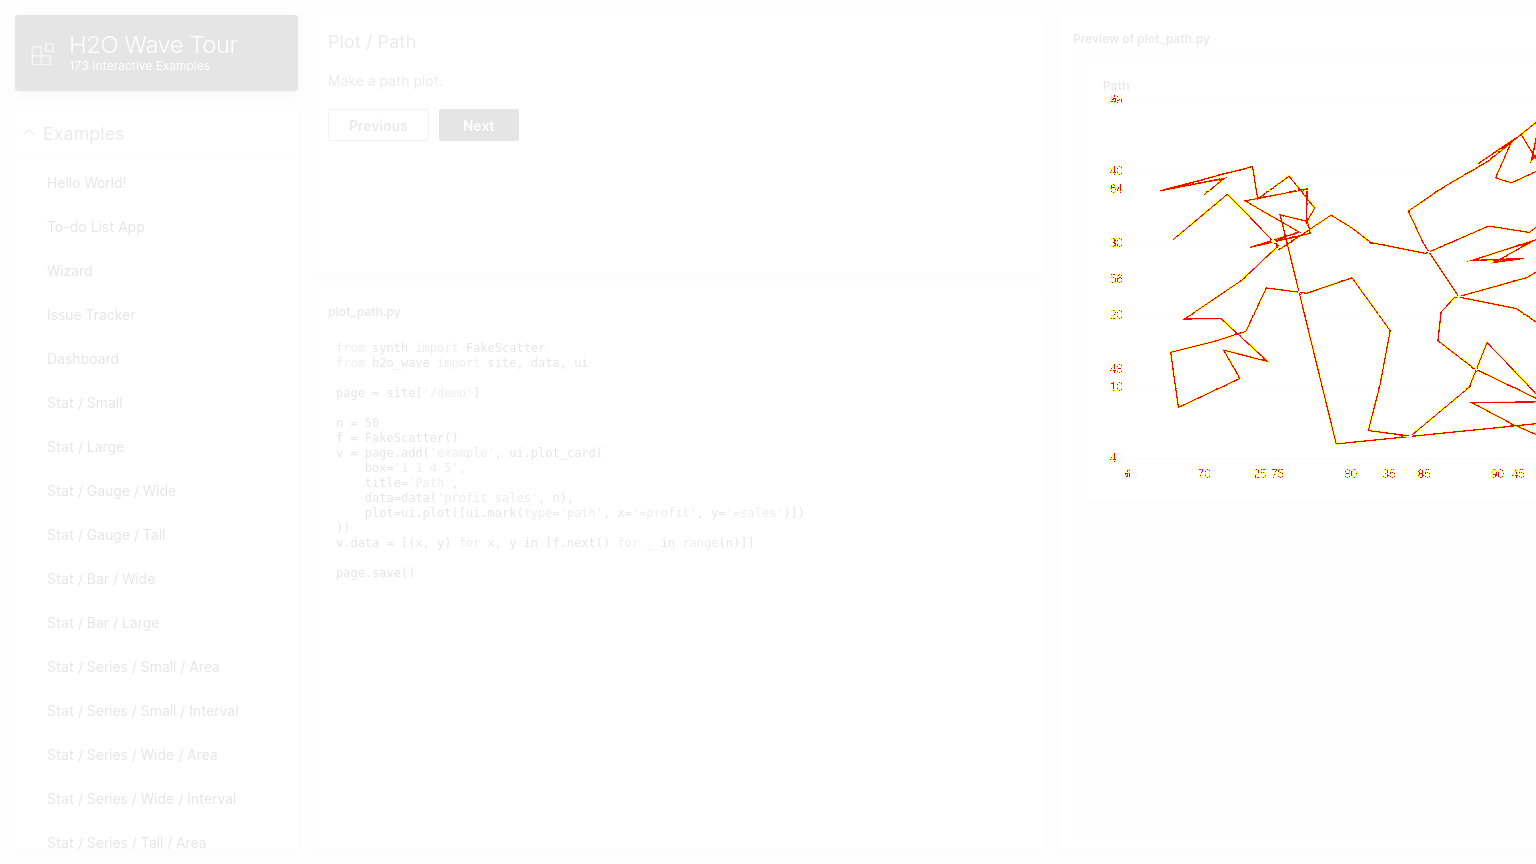 H2O Wave Tour
173 Interactive Examples
Examples
Hello World!
To-do List App
Wizard
Issue Tracker
Dashboard
Stat / Small
Stat / Large
Stat / Gauge / Wide
Stat / Gauge / Tall
Stat / Bar / Wide
Stat / Bar / Large
Stat / Series / Small / Area
Stat / Series / Small / Interval
Stat / Series / Wide / Area
Stat / Series / Wide / Interval
Stat / Series / Tall / Area
Plot / Path
Make a path plot.
Previous
Next
plot_path.py
from synth import FakeScatter
from h2o_wave import site, data, ui
page = site['/demo']
n = 50
f = FakeScatter()
v = page.add('example', ui.plot_card(
box='1 1 4 5',
title='Path',
data=data('profit sales', n),
plot=ui.plot([ui.mark(type='path', x='=profit', y='=sales')])
))
v.data = [(x, y) for x, y in [f.next() for _ in range(n)]]
page.save()
Preview of plot_path.py
Path
40
64
30
56
20
48
10
40
70 25 75 80 35 85 90 45